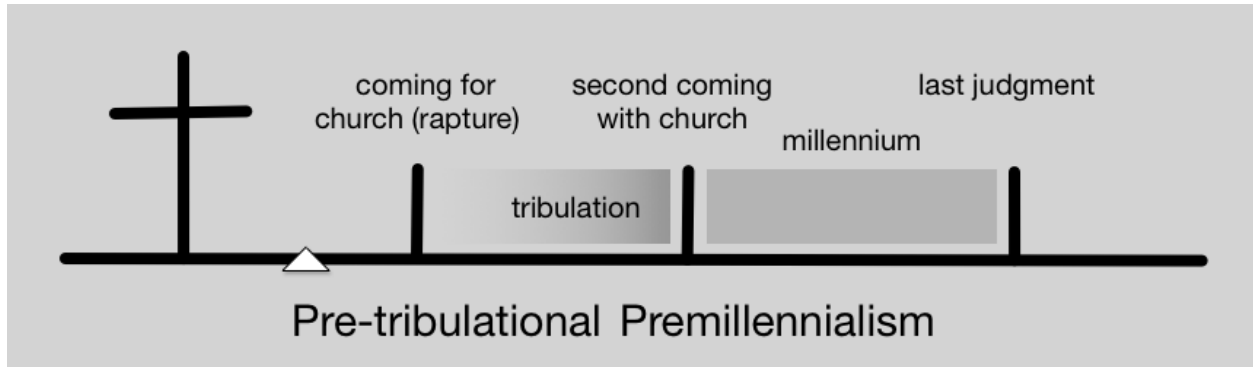 coming for
church (rapture)
second coming
with church
last judgment
millennium
tribulation
Pre-tribulational Premillennialism